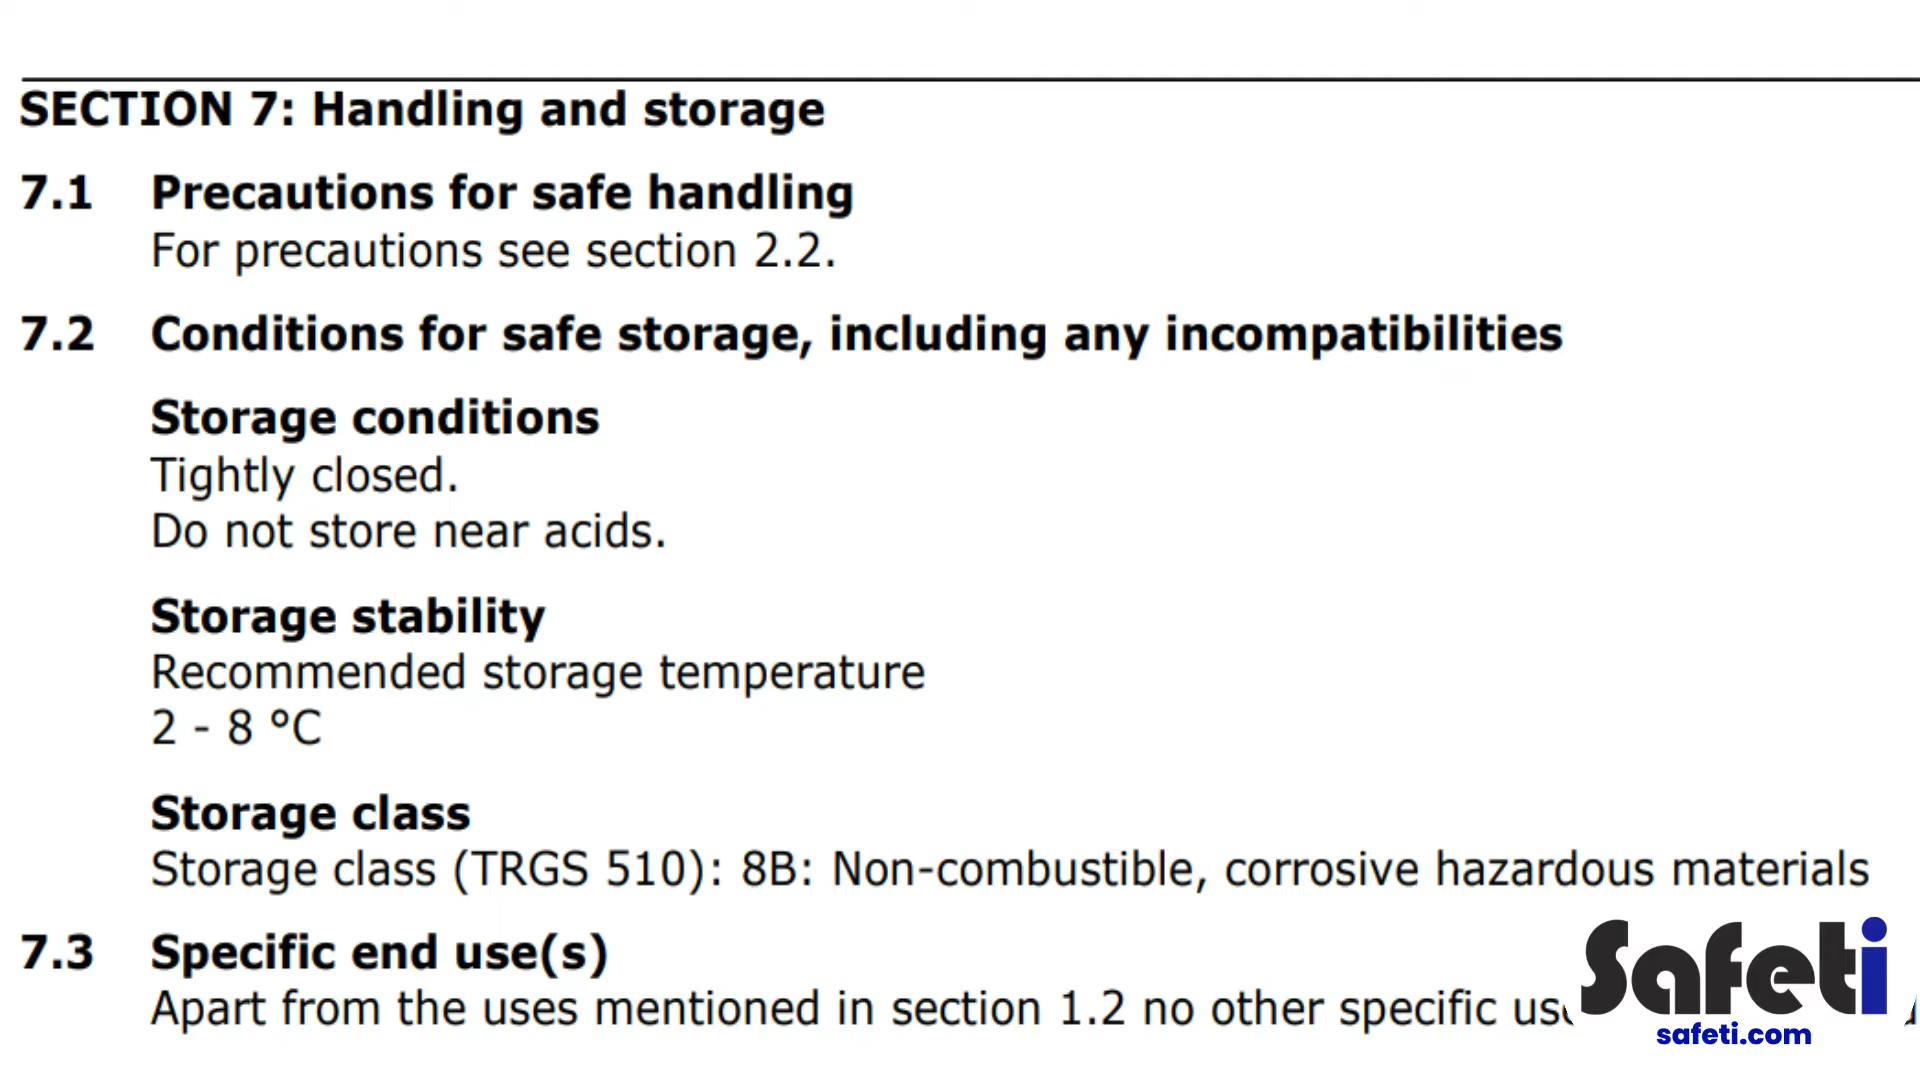 SECTION 7: Handling and storage
7.1 Precautions for safe handling
For precautions see section 2.2.
7.2 Conditions for safe storage, including any incompatibilities
Storage conditions
Tightly closed.
Do not store near acids.
Storage stability
Recommended storage temperature
2 - 8 °C
Storage class
Storage class (TRGS 510): 8B: Non-combustible, corrosive hazardous materials
7.3 Specific end use(s)
Apart from the uses mentioned in section 1.2 no other specific
Safeti
safeti.com